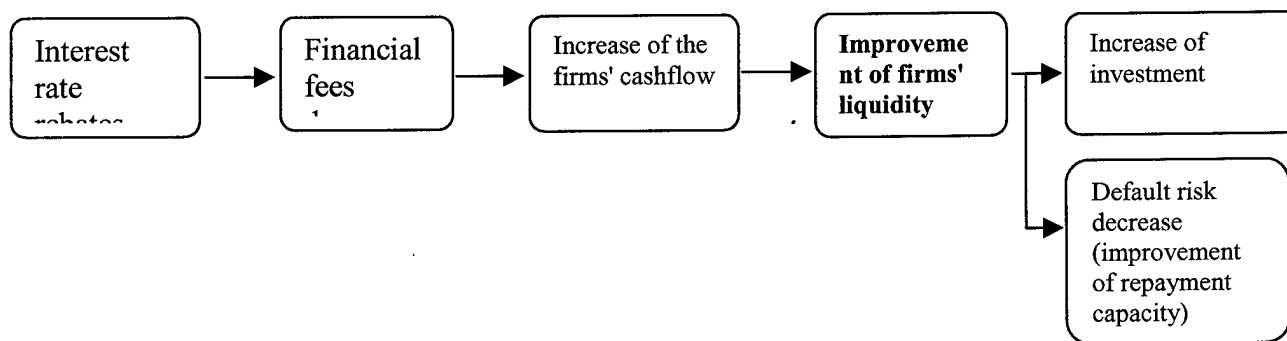 Interest
rate
rebates
Financial
fees
Increase of the
firms' cashflow
Improveme
nt of firms'
liquidity
Increase of
investment
Default risk
decrease
(improvement
of repayment
capacity)